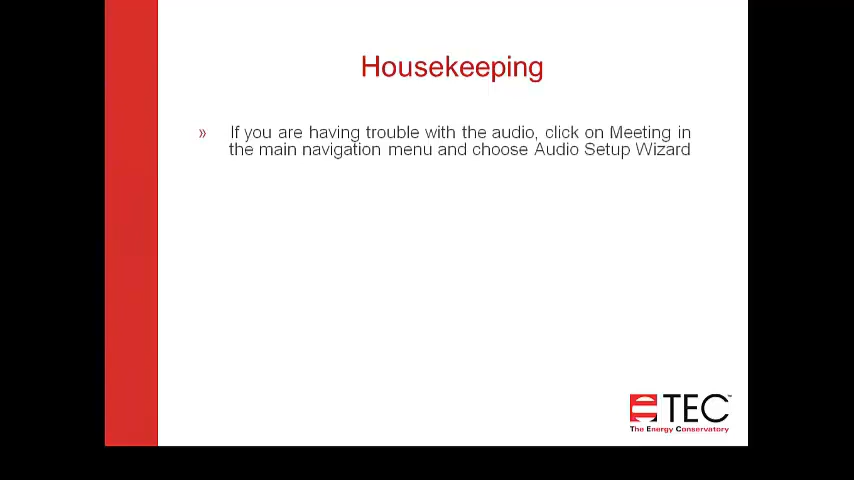 Housekeeping
» If you are having trouble with the audio, click on Meeting in
the main navigation menu and choose Audio Setup Wizard
TEC™
The Energy Conservatory